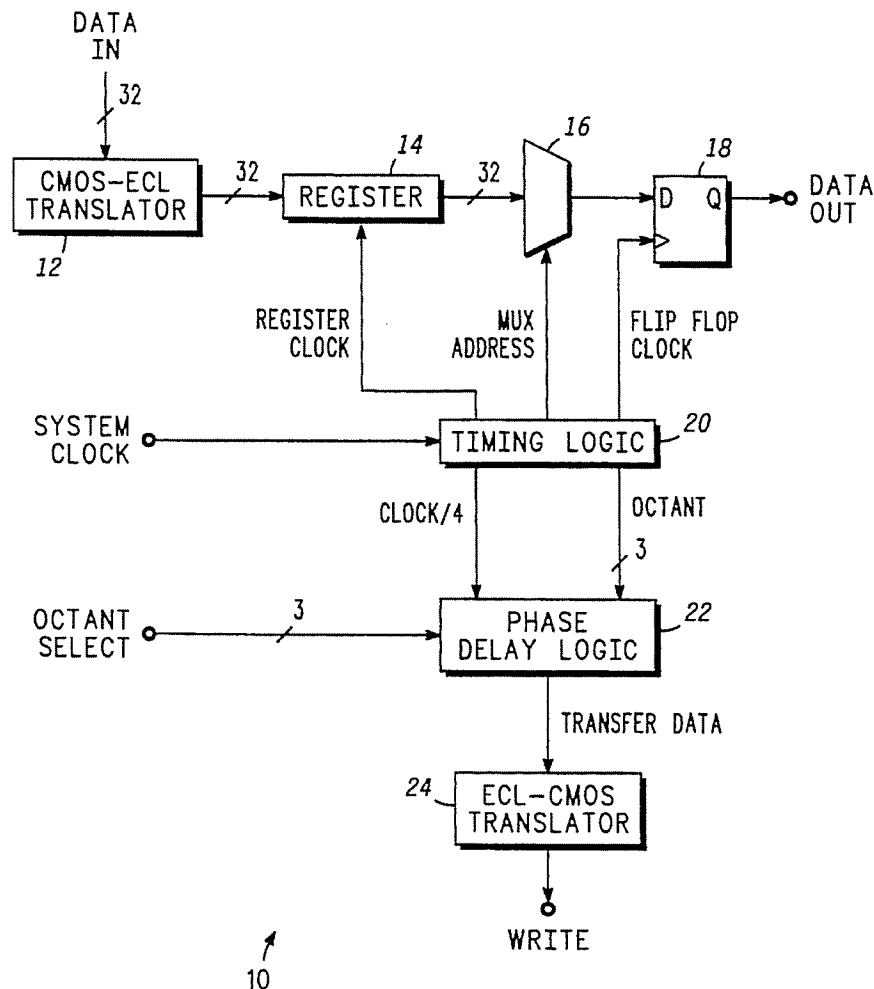 DATA
IN
32
CMOS-ECL
TRANSLATOR
12
32
REGISTER
14
32
16
D Q
18
DATA
OUT
REGISTER
CLOCK
MUX
ADDRESS
FLIP FLOP
CLOCK
SYSTEM
CLOCK
TIMING LOGIC
20
CLOCK/4
OCTANT
3
OCTANT
SELECT
3
PHASE
DELAY LOGIC
22
TRANSFER DATA
24
ECL-CMOS
TRANSLATOR
WRITE
10